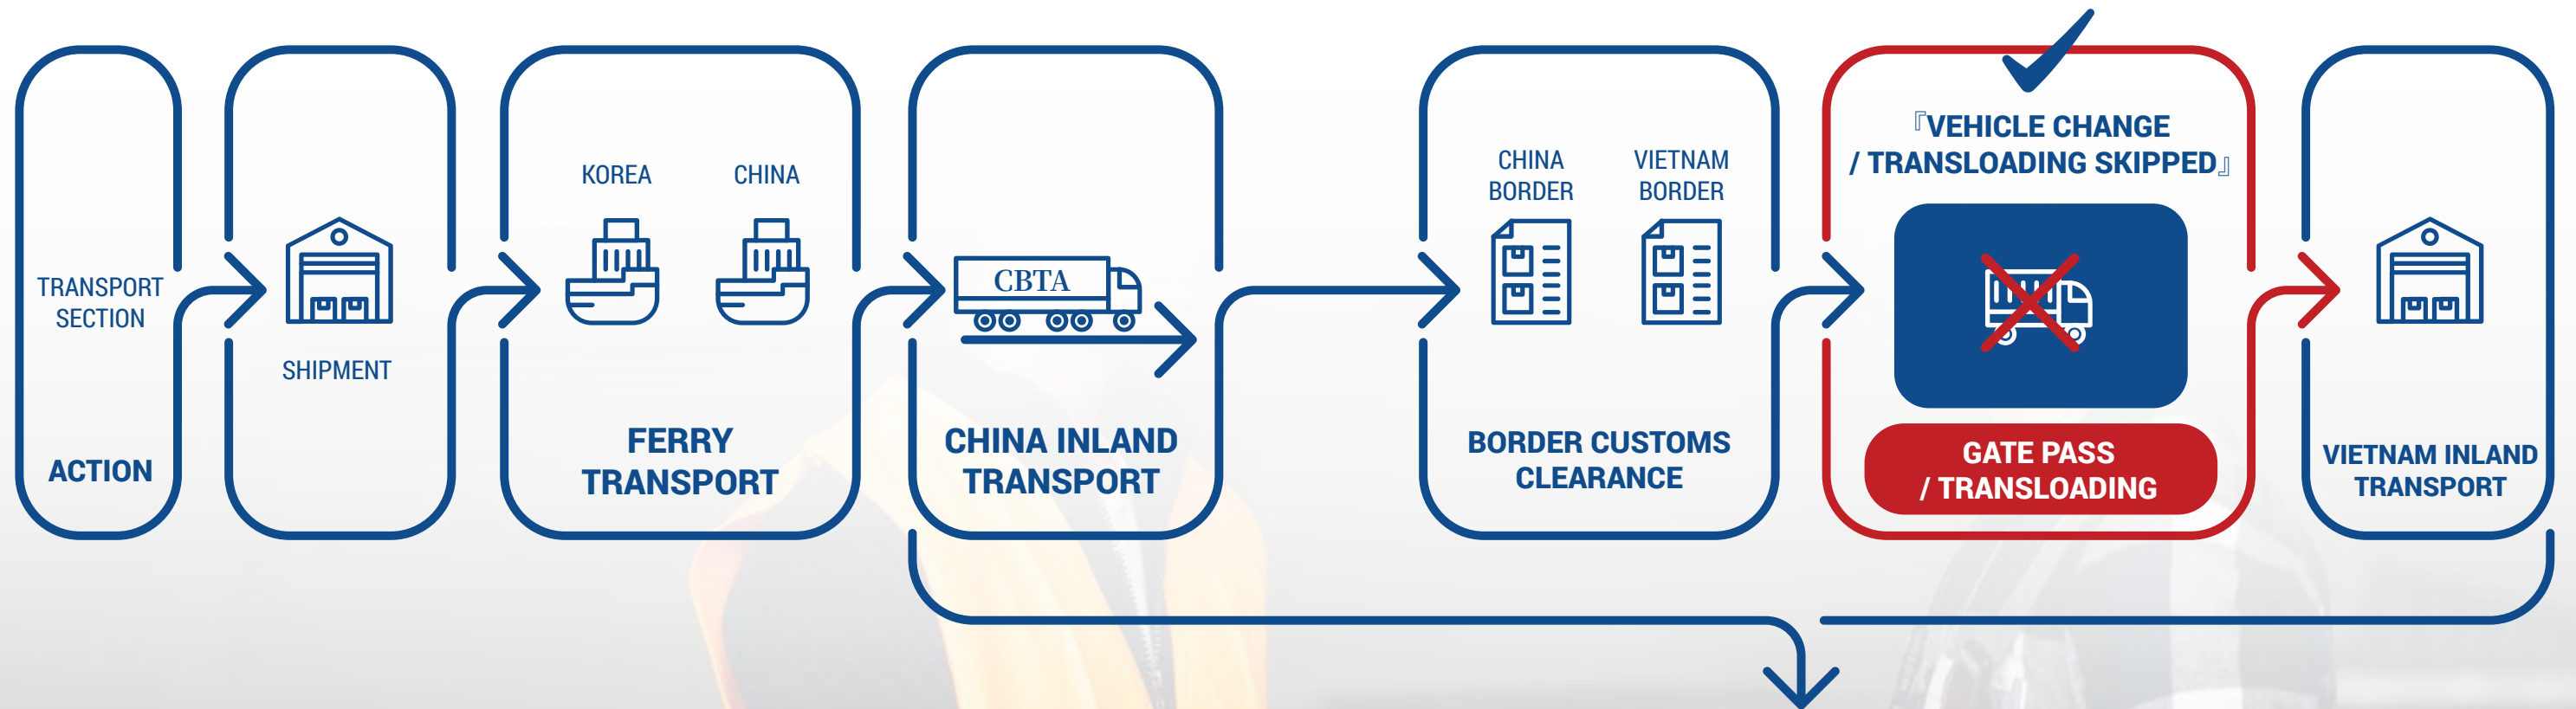 TRANSPORT
SECTION
ACTION
SHIPMENT
KOREA
CHINA
FERRY
TRANSPORT
CBTA
CHINA INLAND
TRANSPORT
CHINA
BORDER
VIETNAM
BORDER
BORDER CUSTOMS
CLEARANCE
『VEHICLE CHANGE
/ TRANSLOADING SKIPPED』
GATE PASS
/ TRANSLOADING
VIETNAM INLAND
TRANSPORT